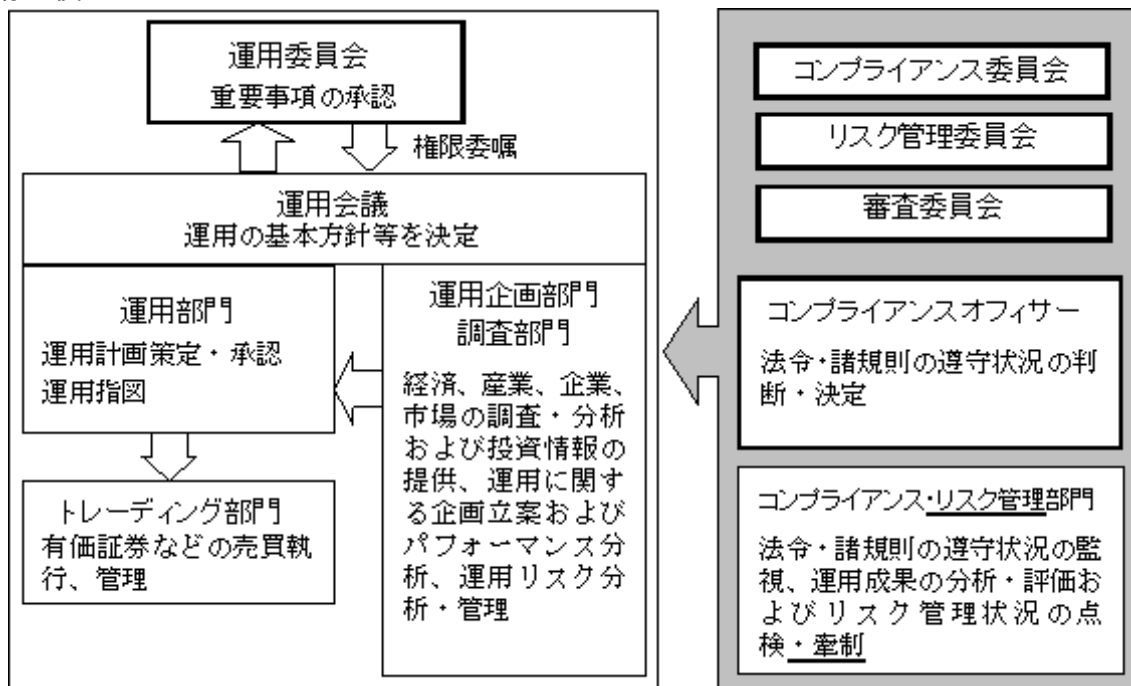 運用委員会
重要事項の承認
権限委嘱
運用会議
運用の基本方針等を決定
運用部門
運用計画策定・承認
運用指図
運用企画部門
調査部門
経済、産業、企業、
市場の調査・分析
および投資情報の
提供、運用に関す
る企画立案および
パフォーマンス分
析、運用リスク分
析・管理
トレーディング部門
有価証券などの売買執
行、管理
コンプライアンス委員会
リスク管理委員会
審査委員会
コンプライアンスオフィサー
法令・諸規則の遵守状況の判
断・決定
コンプライアンス・リスク管理部門
法令・諸規則の遵守状況の監
視、運用成果の分析・評価お
よびリスク管理状況の点
検・牽制